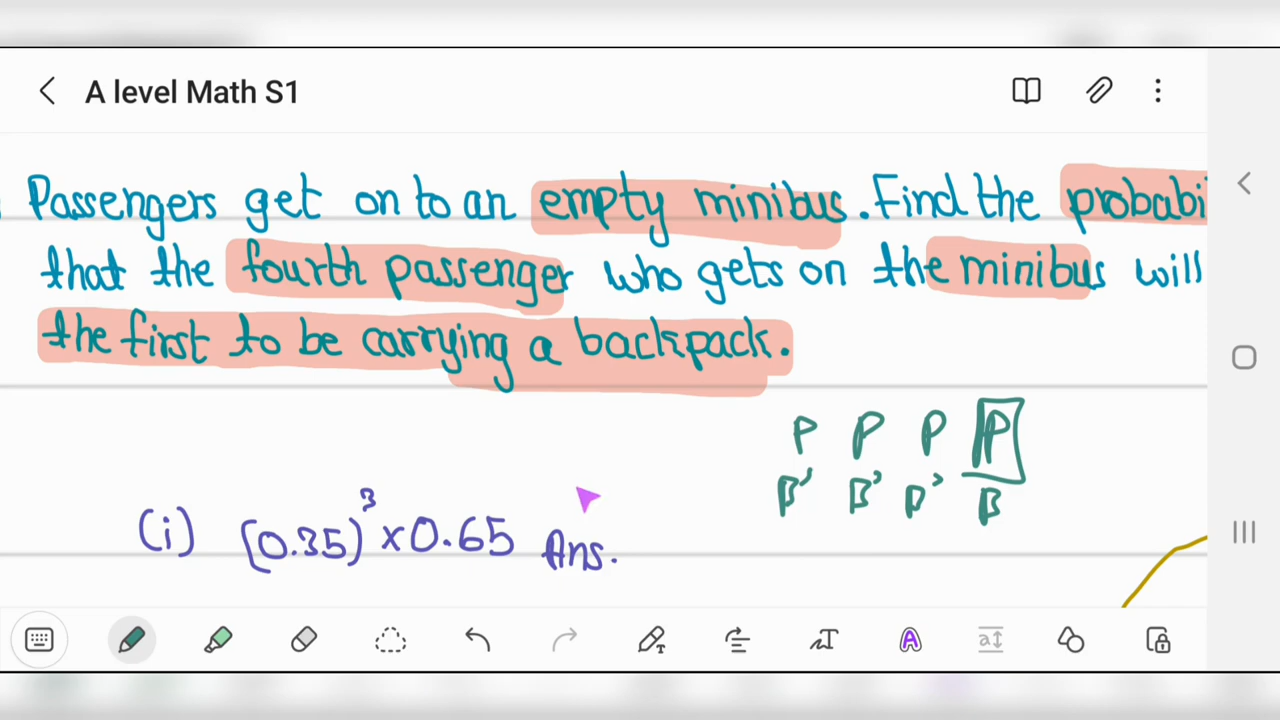 A level Math S1
Passengers get on to an empty minibus. Find the probabi
that the fourth passenger who gets on the minibus will
the first to be carrying a backpack.
P P P P
B' B' B' B
(i) (0.35)³ × 0.65 Ans.